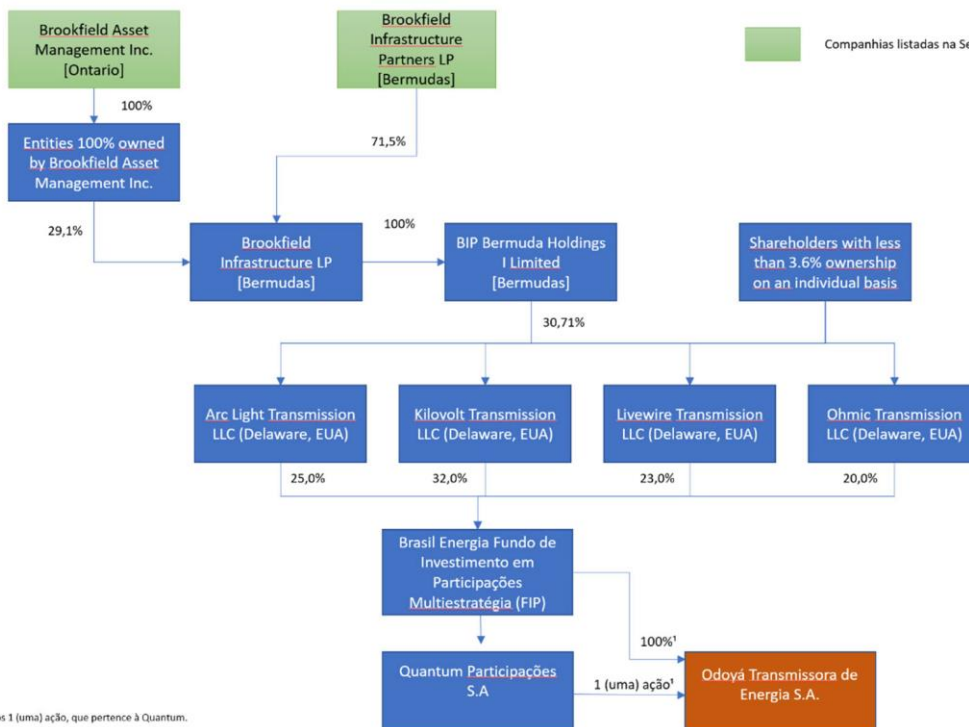 Brookfield Asset
Management Inc.
[Ontario]
Brookfield
Infrastructure
Partners LP
[Bermudas]
Companhias listadas na
100%
71,5%
Entities 100% owned
by Brookfield Asset
Management Inc.
29,1%
100%
Brookfield
Infrastructure LP
[Bermudas]
BIP Bermuda Holdings
I Limited
[Bermudas]
Shareholders with less
than 3.6% ownership
on an individual basis
30,71%
Arc Light Transmission
LLC (Delaware, EUA)
Kilovolt Transmission
LLC (Delaware, EUA)
Livewire Transmission
LLC (Delaware, EUA)
Ohmic Transmission
LLC (Delaware, EUA)
25,0%
32,0%
23,0%
20,0%
Brasil Energia Fundo de
Investimento em
Participações
Multiestratégia (FIP)
100%¹
Quantum Participações
S.A
1 (uma) ação¹
Odoyá Transmissora de
Energia S.A.
1 (uma) ação, que pertence à Quantum.